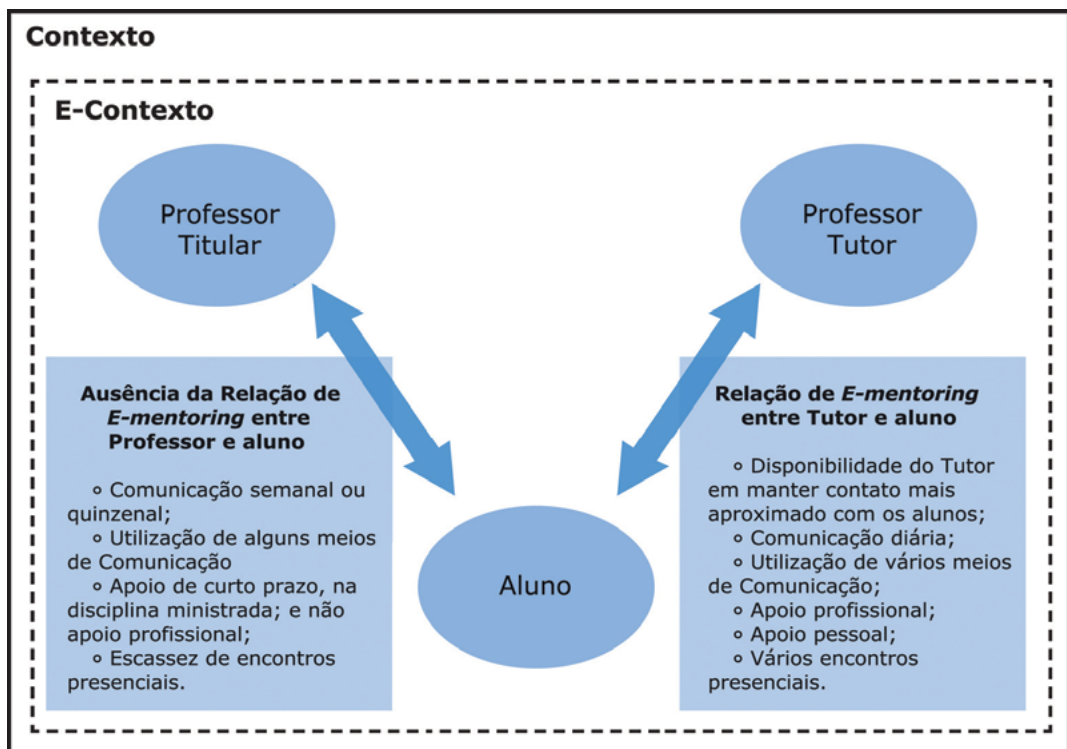 Contexto
E-Contexto
Professor
Titular
Professor
Tutor
Ausência da Relação de
E-mentoring entre
Professor e aluno
∘ Comunicação semanal ou
quinzenal;
∘ Utilização de alguns meios
de Comunicação
∘ Apoio de curto prazo, na
disciplina ministrada; e não
apoio profissional;
∘ Escassez de encontros
presenciais.
Aluno
Relação de E-mentoring
entre Tutor e aluno
∘ Disponibilidade do Tutor
em manter contato mais
aproximado com os alunos;
∘ Comunicação diária;
∘ Utilização de vários meios
de Comunicação;
∘ Apoio profissional;
∘ Apoio pessoal;
∘ Vários encontros
presenciais.